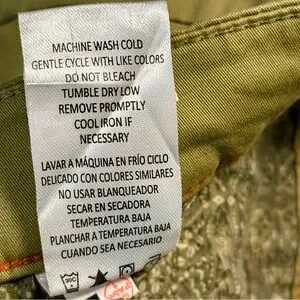 MACHINE WASH COLD
GENTLE CYCLE WITH LIKE COLORS
DO NOT BLEACH
TUMBLE DRY LOW
REMOVE PROMPTLY
COOL IRON IF
NECESSARY
LAVAR A MÁQUINA EN FRÍO CICLO
DELICADO CON COLORES SIMILARES
NO USAR BLANQUEADOR
SECAR EN SECADORA
TEMPERATURA BAJA
PLANCHAR A TEMPERATURA BAJA
CUANDO SEA NECESARIO